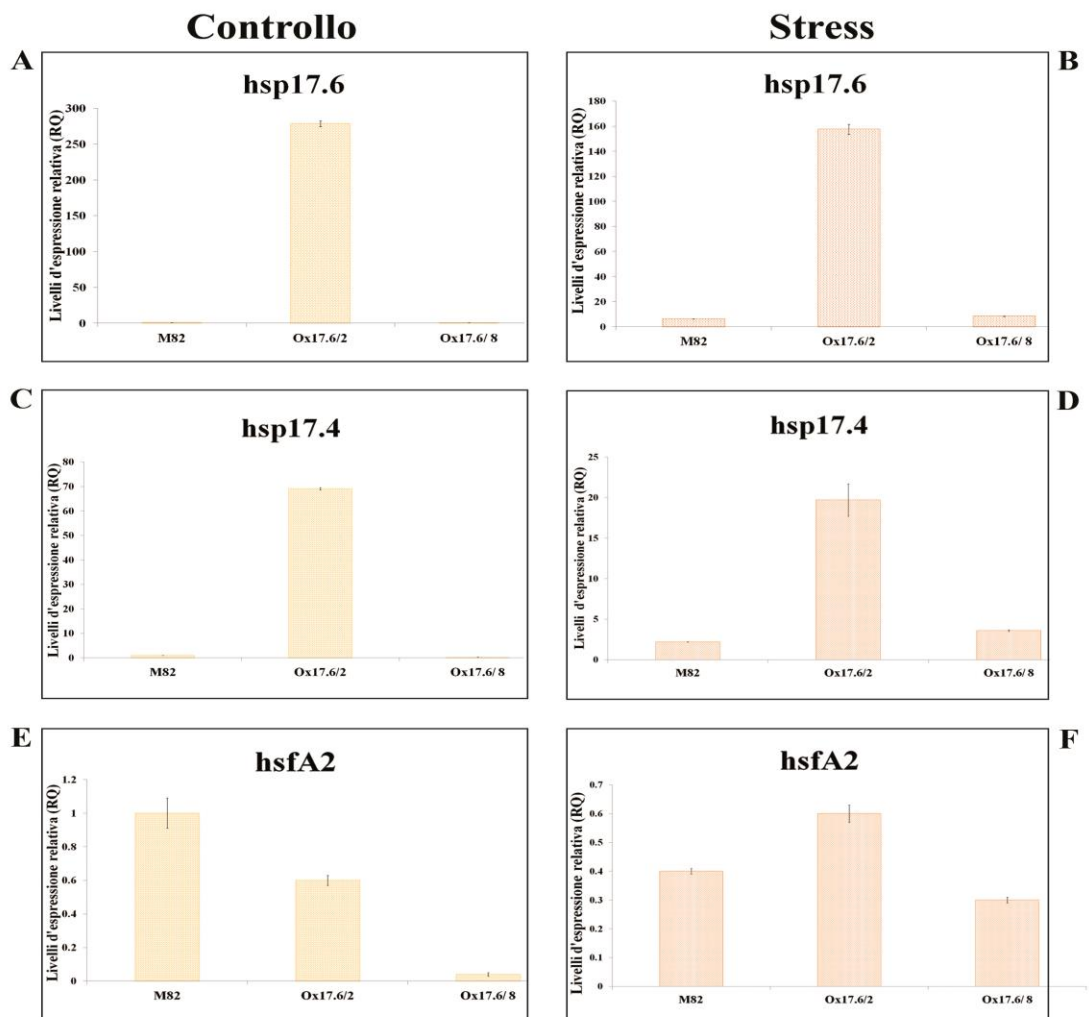 Controllo
Stress
A
hsp17.6
Livelli d'espressione relativa (RQ)
300
250
200
150
100
50
0
M82
Ox17.6/2
Ox17.6/ 8
B
hsp17.6
Livelli d'espressione relativa (RQ)
180
160
140
120
100
80
60
40
20
0
M82
Ox17.6/2
Ox17.6/ 8
C
hsp17.4
Livelli d'espressione relativa (RQ)
80
70
60
50
40
30
20
10
0
M82
Ox17.6/2
Ox17.6/ 8
D
hsp17.4
Livelli d'espressione relativa (RQ)
25
20
15
10
5
0
M82
Ox17.6/2
Ox17.6/ 8
E
hsfA2
Livelli d'espressione relativa (RQ)
1.2
1
0.8
0.6
0.4
0.2
0
M82
Ox17.6/2
Ox17.6/ 8
F
hsfA2
Livelli d'espressione relativa (RQ)
0.7
0.6
0.5
0.4
0.3
0.2
0.1
0
M82
Ox17.6/2
Ox17.6/ 8